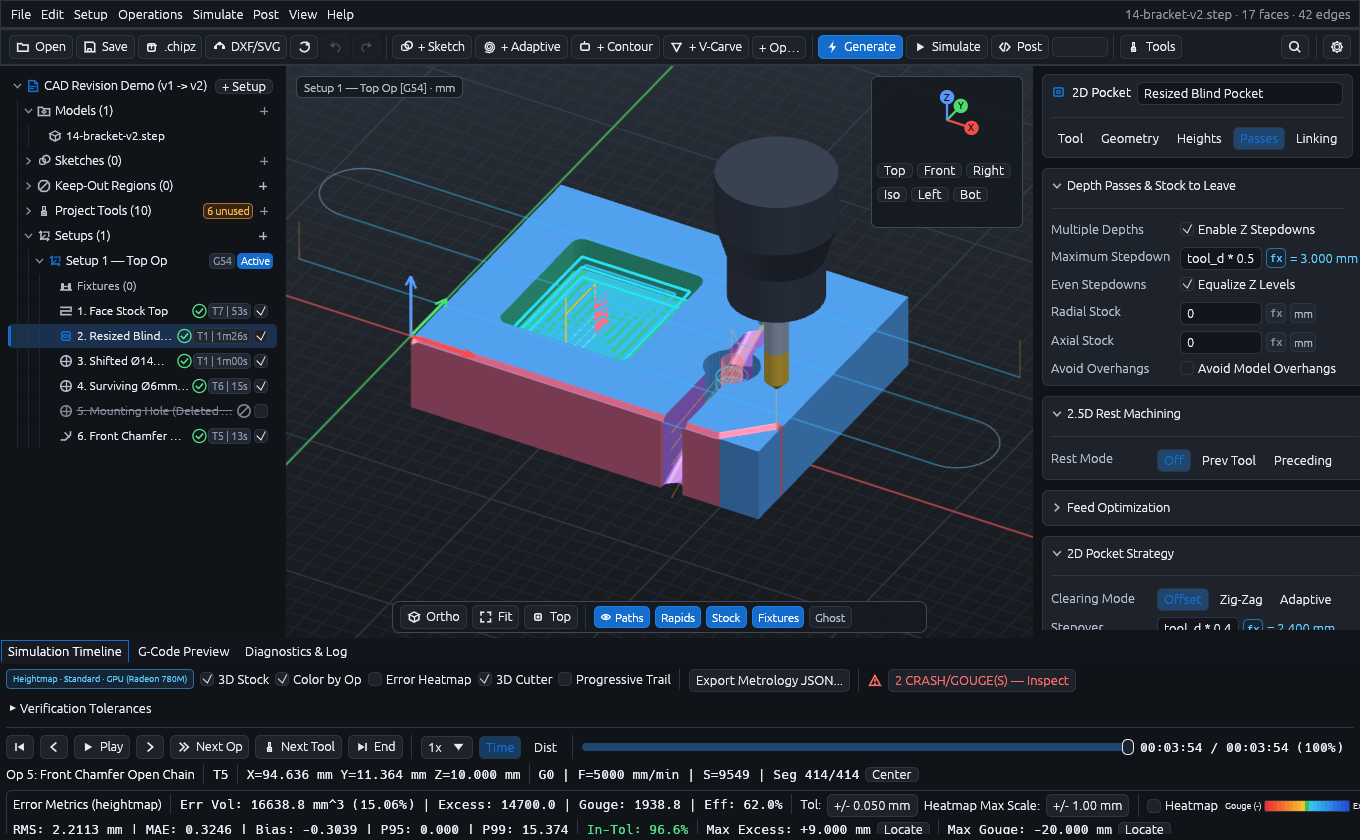 File Edit Setup Operations Simulate Post View Help 14-bracket-v2.step · 17 faces · 42 edges
Open Save .chipz DXF/SVG + Sketch + Adaptive + Contour + V-Carve + Op... Generate Simulate Post Tools
CAD Revision Demo (v1 -> v2) + Setup
Models (1) +
14-bracket-v2.step
Sketches (0) +
Keep-Out Regions (0) +
Project Tools (10) 6 unused +
Setups (1) +
Setup 1 — Top Op G54 Active
Fixtures (0)
1. Face Stock Top T7 | 53s
2. Resized Blind... T1 | 1m26s
3. Shifted Ø14... T1 | 1m00s
4. Surviving Ø6mm... T6 | 15s
5. Mounting Hole (Deleted ...
6. Front Chamfer ... T5 | 13s
Setup 1 — Top Op [G54] · mm
Z
Y
X
Top Front Right
Iso Left Bot
Ortho Fit Top Paths Rapids Stock Fixtures Ghost
2D Pocket Resized Blind Pocket
Tool Geometry Heights Passes Linking
Depth Passes & Stock to Leave
Multiple Depths Enable Z Stepdowns
Maximum Stepdown tool_d * 0.5 fx = 3.000 mm
Even Stepdowns Equalize Z Levels
Radial Stock 0 fx mm
Axial Stock 0 fx mm
Avoid Overhangs Avoid Model Overhangs
2.5D Rest Machining
Rest Mode Off Prev Tool Preceding
Feed Optimization
2D Pocket Strategy
Clearing Mode Offset Zig-Zag Adaptive
Stepover tool_d * 0.4 fx = 2.400 mm
Simulation Timeline G-Code Preview Diagnostics & Log
Heightmap · Standard · GPU (Radeon 780M) 3D Stock Color by Op Error Heatmap 3D Cutter Progressive Trail Export Metrology JSON... 2 CRASH/GOUGE(S) — Inspect
Verification Tolerances
Play Next Op Next Tool End 1x Time Dist 00:03:54 / 00:03:54 (100%)
Op 5: Front Chamfer Open Chain T5 X=94.636 mm Y=11.364 mm Z=10.000 mm G0 | F=5000 mm/min | S=9549 | Seg 414/414 Center
Error Metrics (heightmap) Err Vol: 16638.8 mm^3 (15.06%) | Excess: 14700.0 | Gouge: 1938.8 | Eff: 62.0% Tol: +/- 0.050 mm Heatmap Max Scale: +/- 1.00 mm Heatmap Gouge (-)
RMS: 2.2113 mm | MAE: 0.3246 | Bias: -0.3039 | P95: 0.000 | P99: 15.374 In-Tol: 96.6% Max Excess: +9.000 mm Locate Max Gouge: -20.000 mm Locate